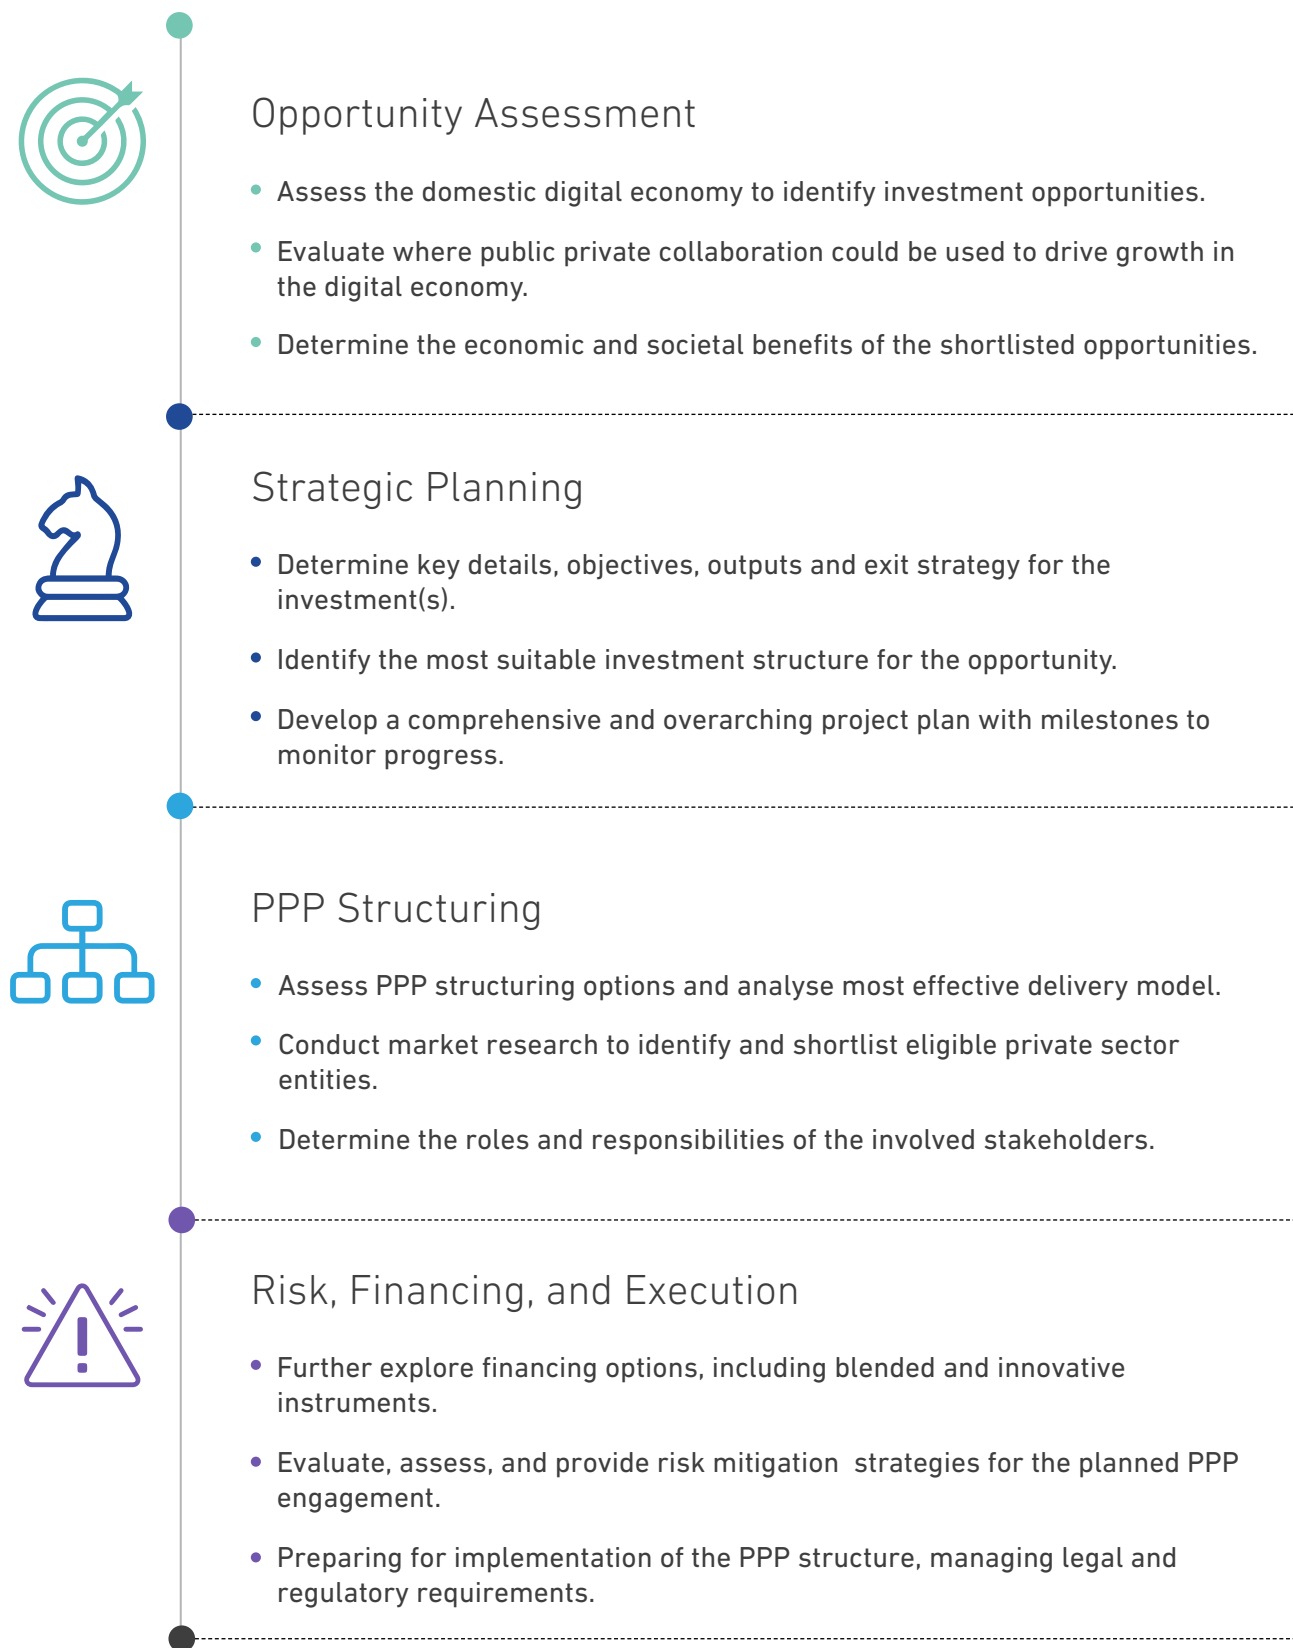 Opportunity Assessment
• Assess the domestic digital economy to identify investment opportunities.
• Evaluate where public private collaboration could be used to drive growth in
the digital economy.
• Determine the economic and societal benefits of the shortlisted opportunities.
Strategic Planning
• Determine key details, objectives, outputs and exit strategy for the
investment(s).
• Identify the most suitable investment structure for the opportunity.
• Develop a comprehensive and overarching project plan with milestones to
monitor progress.
PPP Structuring
• Assess PPP structuring options and analyse most effective delivery model.
• Conduct market research to identify and shortlist eligible private sector
entities.
• Determine the roles and responsibilities of the involved stakeholders.
Risk, Financing, and Execution
• Further explore financing options, including blended and innovative
instruments.
• Evaluate, assess, and provide risk mitigation  strategies for the planned PPP
engagement.
• Preparing for implementation of the PPP structure, managing legal and
regulatory requirements.